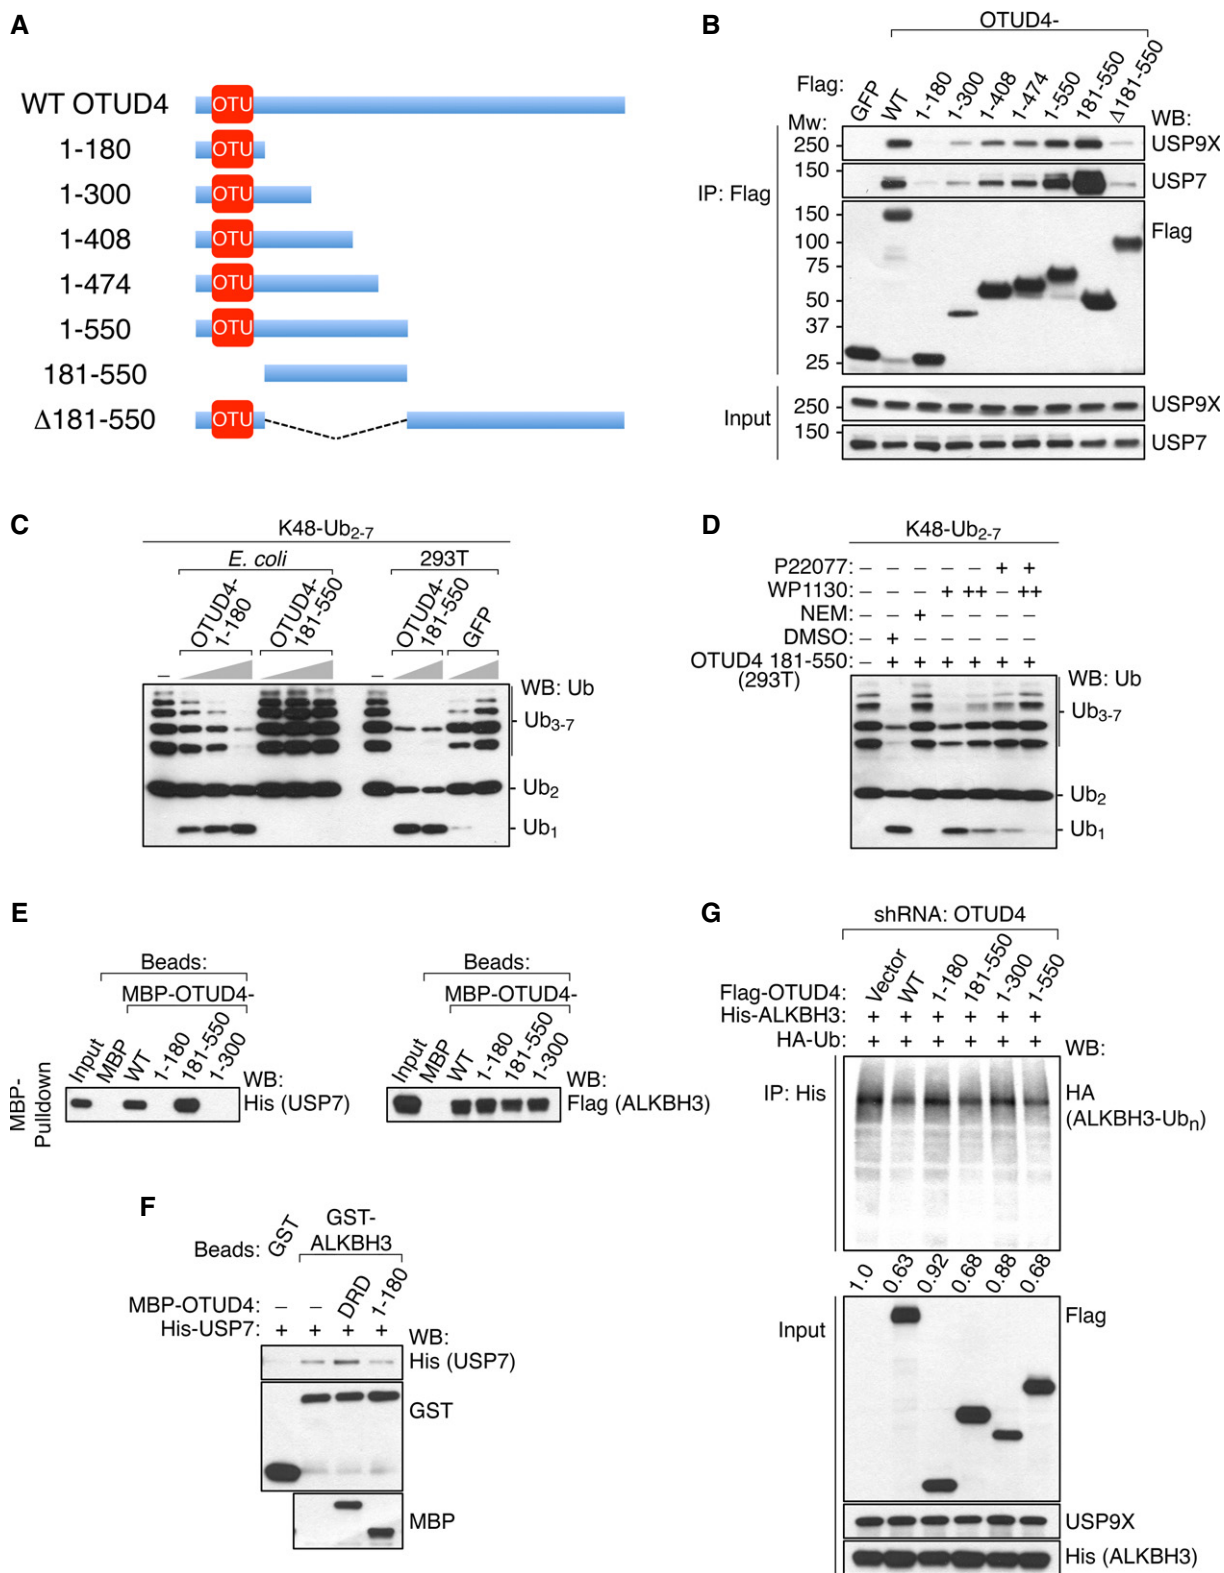 A
WT OTUD4 OTU
1-180 OTU
1-300 OTU
1-408 OTU
1-474 OTU
1-550 OTU
181-550
Δ181-550 OTU
B
OTUD4-
Flag: GFP WT 1-180 1-300 1-408 1-474 1-550 181-550 Δ181-550
Mw: WB:
250 USP9X
150 USP7
IP: Flag
150 Flag
100
75
50
37
25
Input
250 USP9X
150 USP7
C
K48-Ub2-7
E. coli 293T
OTUD4-1-180 OTUD4-181-550 OTUD4-181-550 GFP
– –
WB: Ub
Ub3-7
Ub2
Ub1
D
K48-Ub2-7
P22077: – – – – – + +
WP1130: – – – + ++ – ++
NEM: – – + – – – –
DMSO: – + – – – – –
OTUD4 181-550: – + + + + + +
(293T)
WB: Ub
Ub3-7
Ub2
Ub1
E
Beads:
MBP-OTUD4-
Input MBP WT 1-180 181-550 1-300
WB:
MBP-Pulldown
His (USP7)
Beads:
MBP-OTUD4-
Input MBP WT 1-180 181-550 1-300
WB:
Flag (ALKBH3)
F
GST-
ALKBH3
Beads: GST
MBP-OTUD4: – – DRD 1-180
His-USP7: + + + +
WB:
His (USP7)
GST
MBP
G
shRNA: OTUD4
Flag-OTUD4: Vector WT 1-180 181-550 1-300 1-550
His-ALKBH3: + + + + + +
HA-Ub: + + + + + +
WB:
IP: His
HA
(ALKBH3-Ubn)
1.0 0.63 0.92 0.68 0.88 0.68
Input
Flag
USP9X
His (ALKBH3)